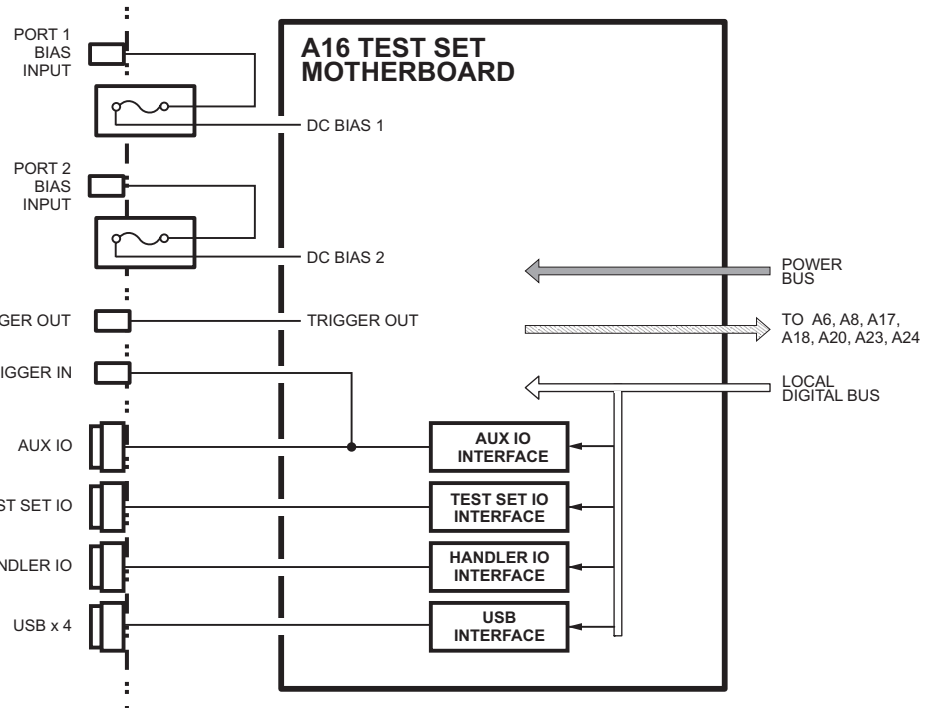 PORT 1
BIAS
INPUT
A16 TEST SET
MOTHERBOARD
DC BIAS 1
PORT 2
BIAS
INPUT
DC BIAS 2
POWER
BUS
GER OUT
TRIGGER OUT
TO A6, A8, A17,
A18, A20, A23, A24
IGGER IN
LOCAL
DIGITAL BUS
AUX IO
AUX IO
INTERFACE
ST SET IO
TEST SET IO
INTERFACE
NDLER IO
HANDLER IO
INTERFACE
USB x 4
USB
INTERFACE